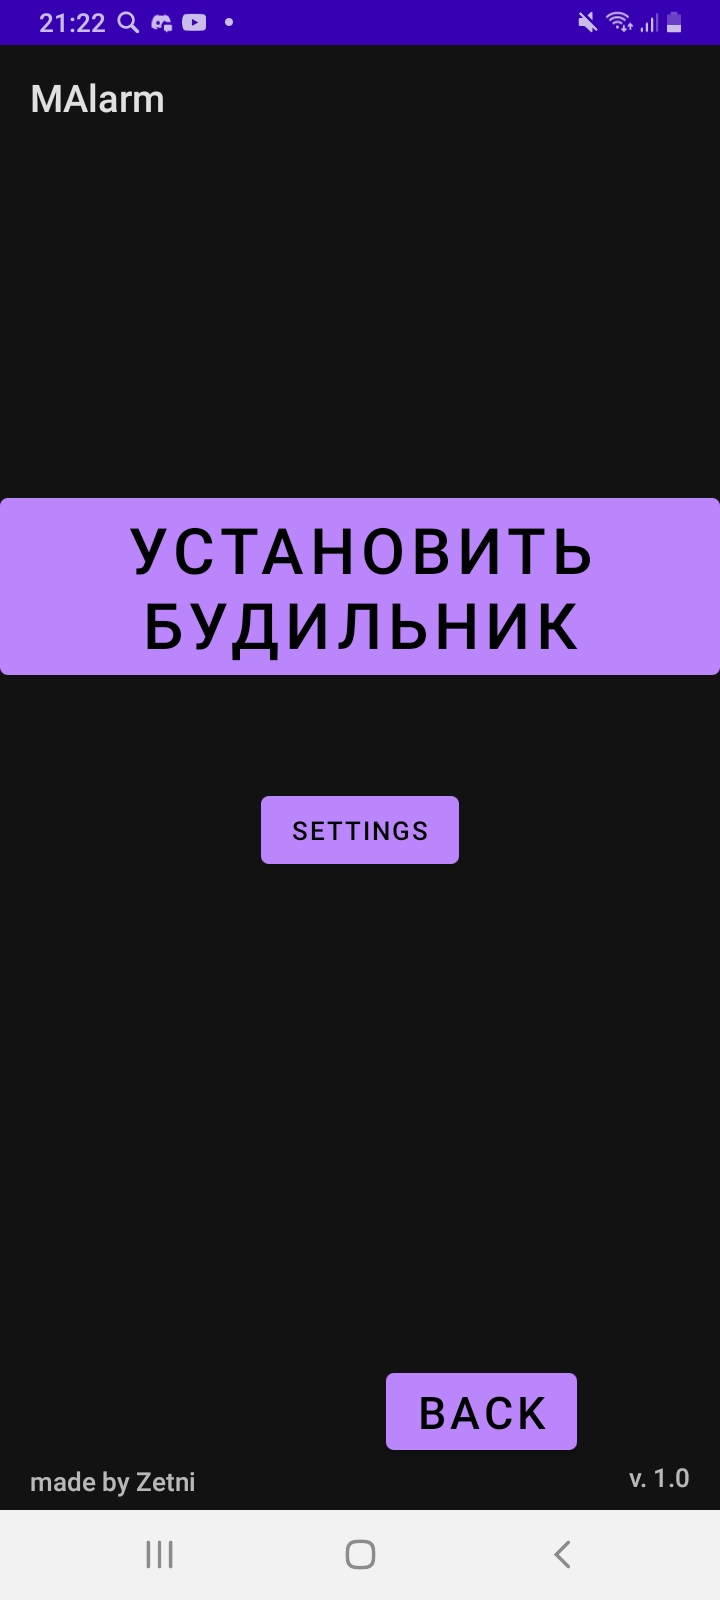 21:22
MAlarm
УСТАНОВИТЬ
БУДИЛЬНИК
SETTINGS
BACK
made by Zetni
v. 1.0